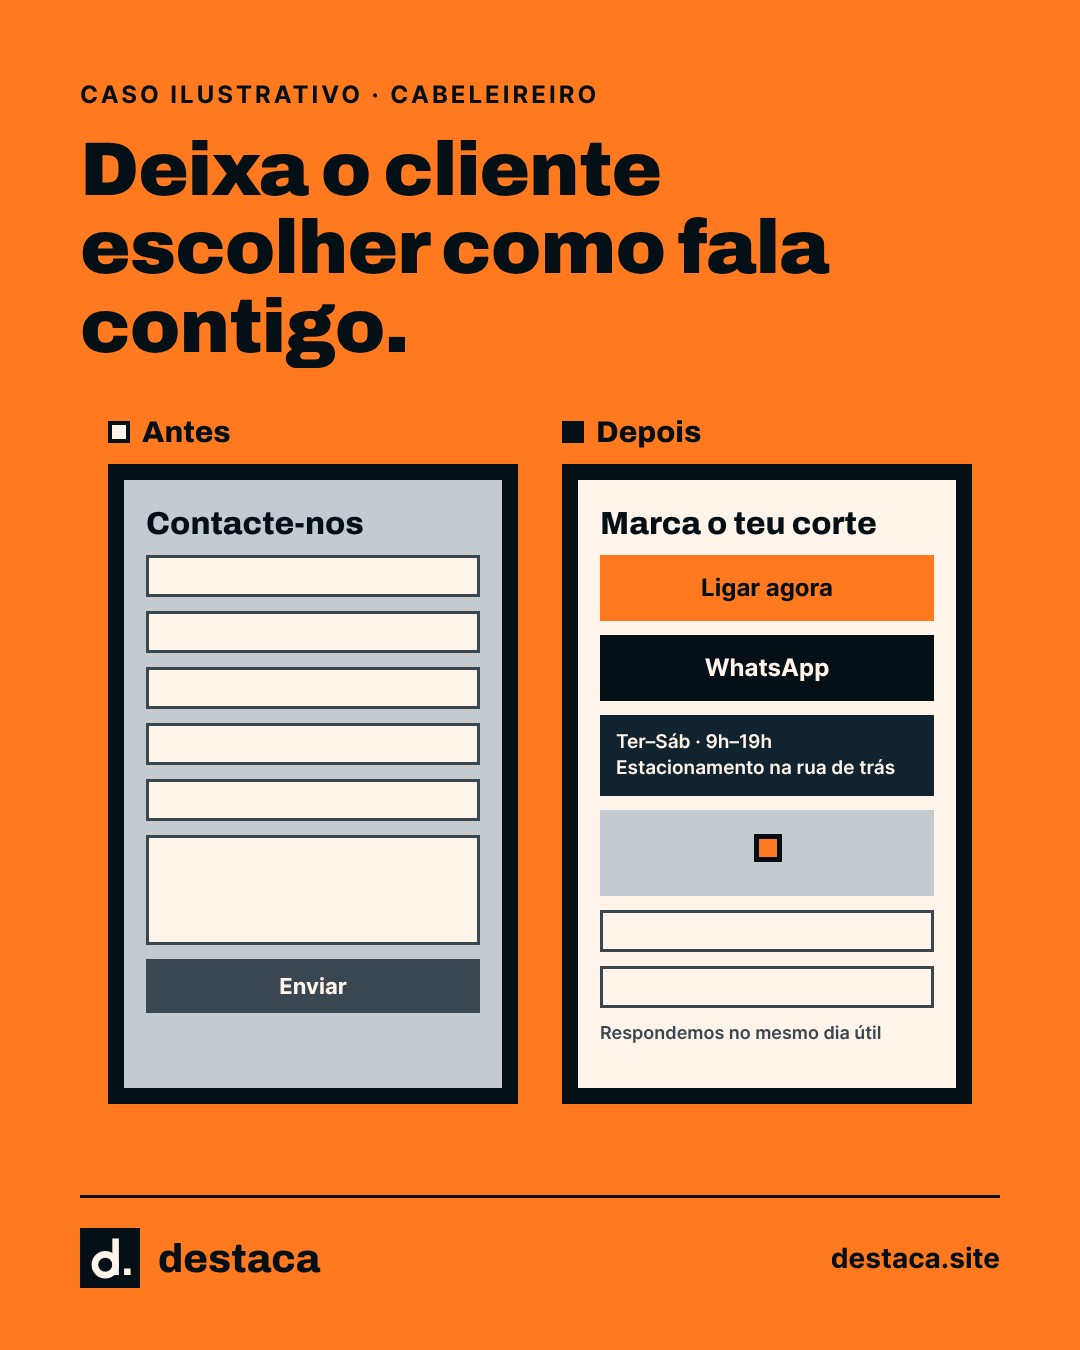 CASO ILUSTRATIVO · CABELEIREIRO
Deixa o cliente
escolher como fala
contigo.
Antes
Contacte-nos
Enviar
Depois
Marca o teu corte
Ligar agora
WhatsApp
Ter–Sáb · 9h–19h
Estacionamento na rua de trás
Respondemos no mesmo dia útil
d. destaca
destaca.site